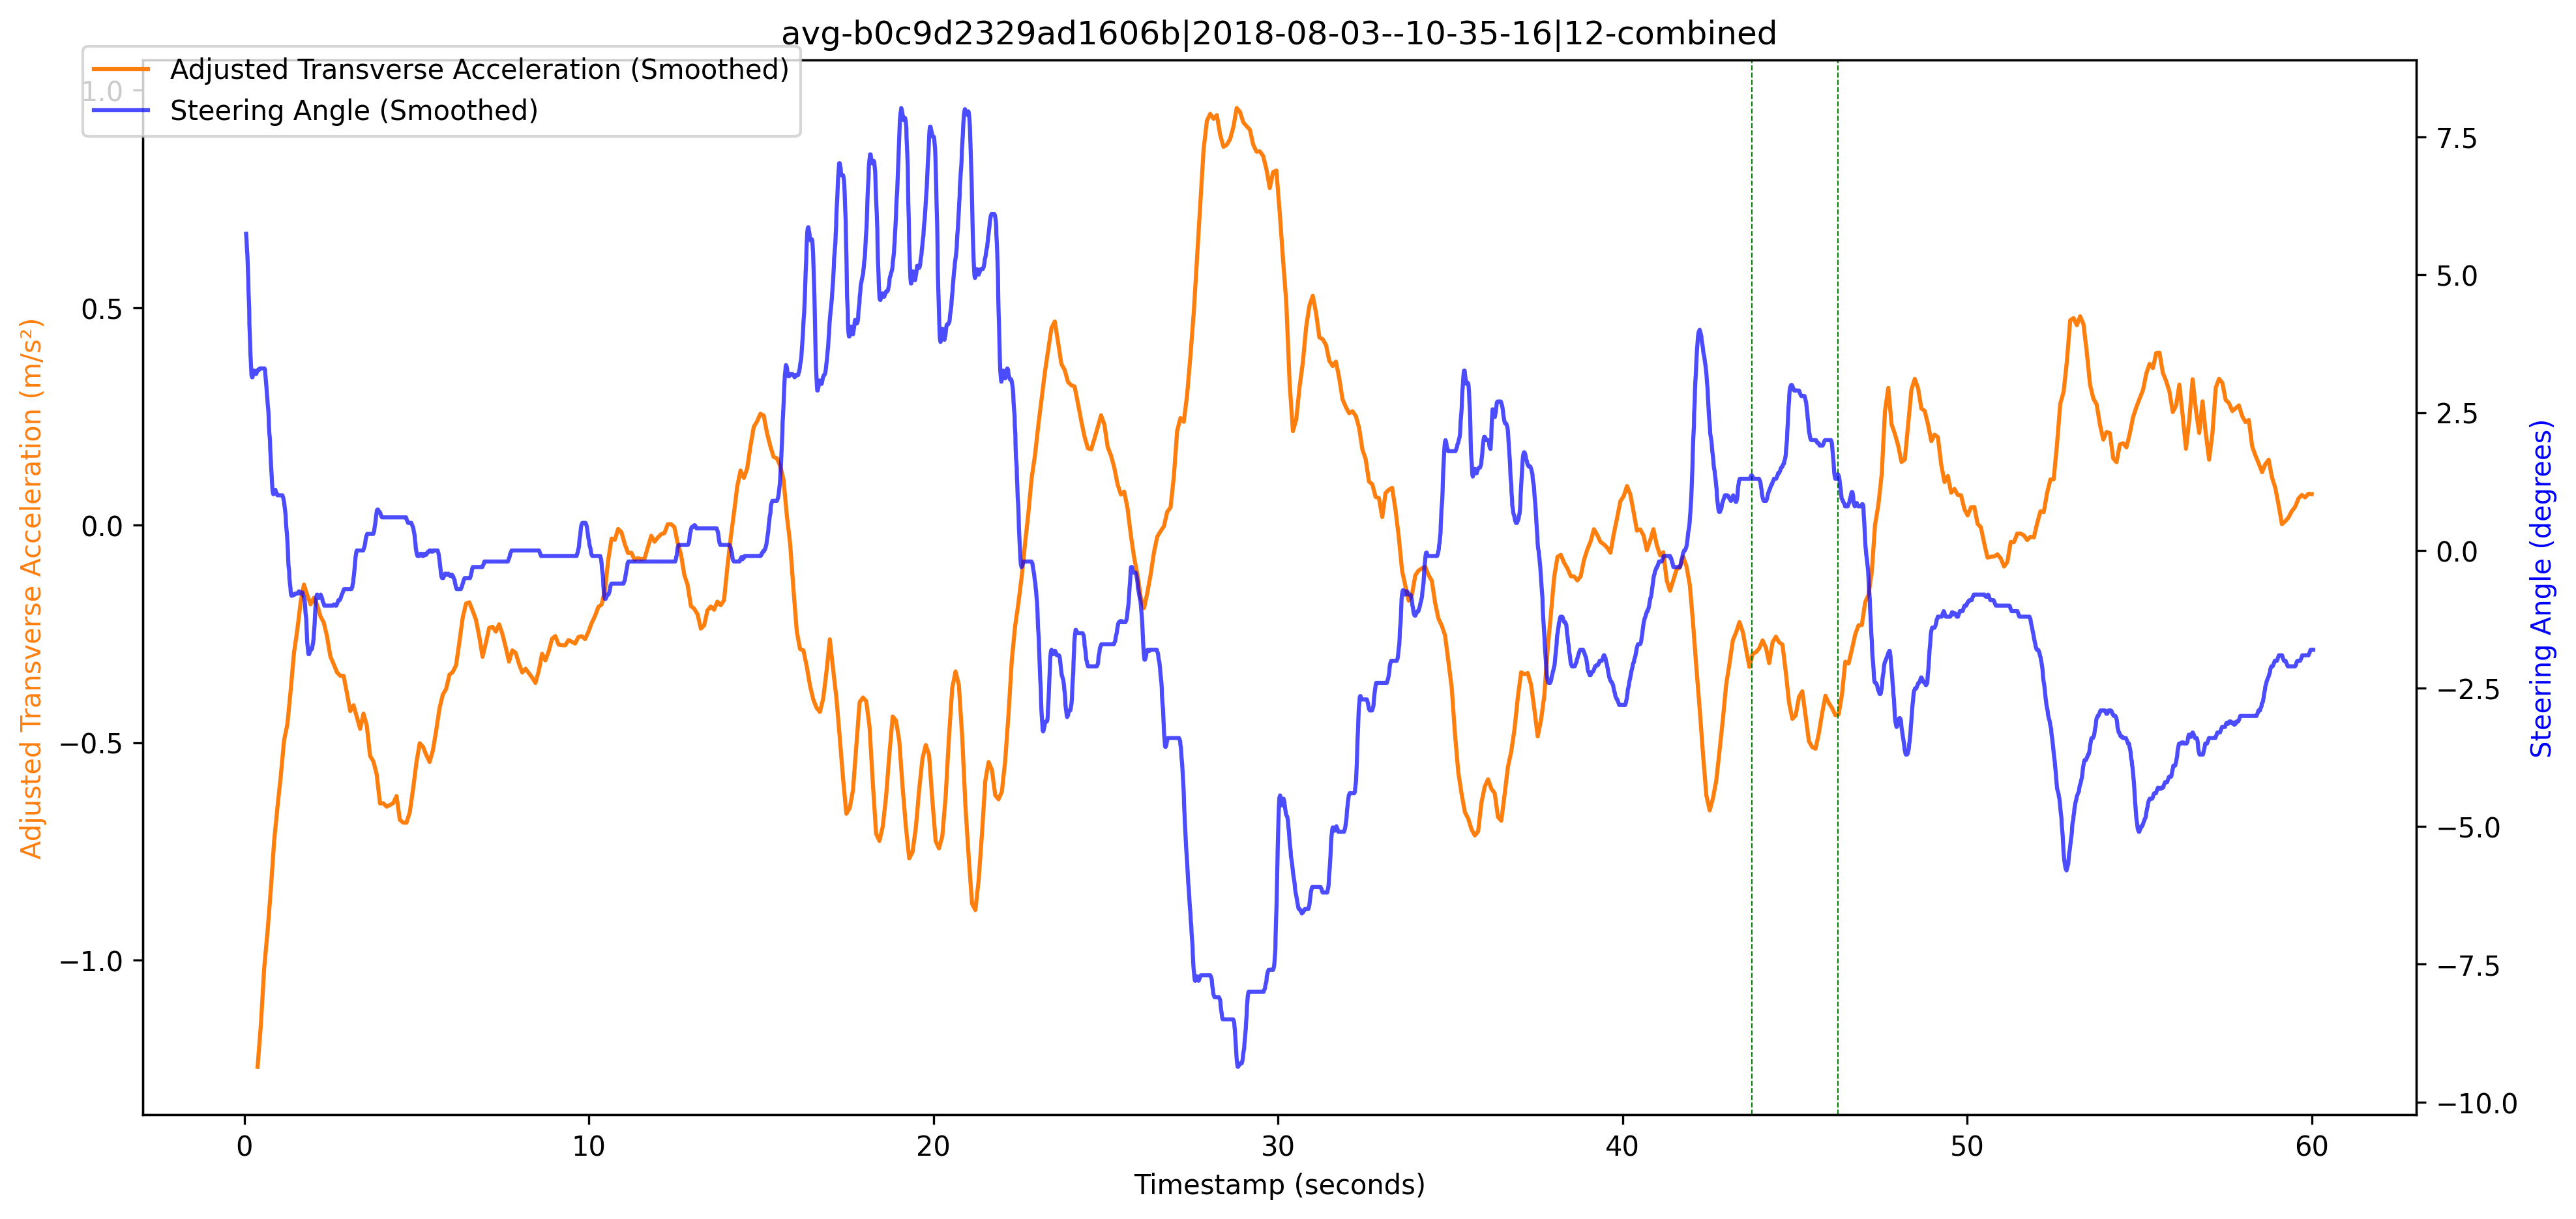 avg-b0c9d2329ad1606b|2018-08-03--10-35-16|12-combined
Adjusted Transverse Acceleration (Smoothed)
Steering Angle (Smoothed)
1.0
0.5
0.0
−0.5
−1.0
Adjusted Transverse Acceleration (m/s²)
7.5
5.0
2.5
0.0
−2.5
−5.0
−7.5
−10.0
Steering Angle (degrees)
0 10 20 30 40 50 60
Timestamp (seconds)